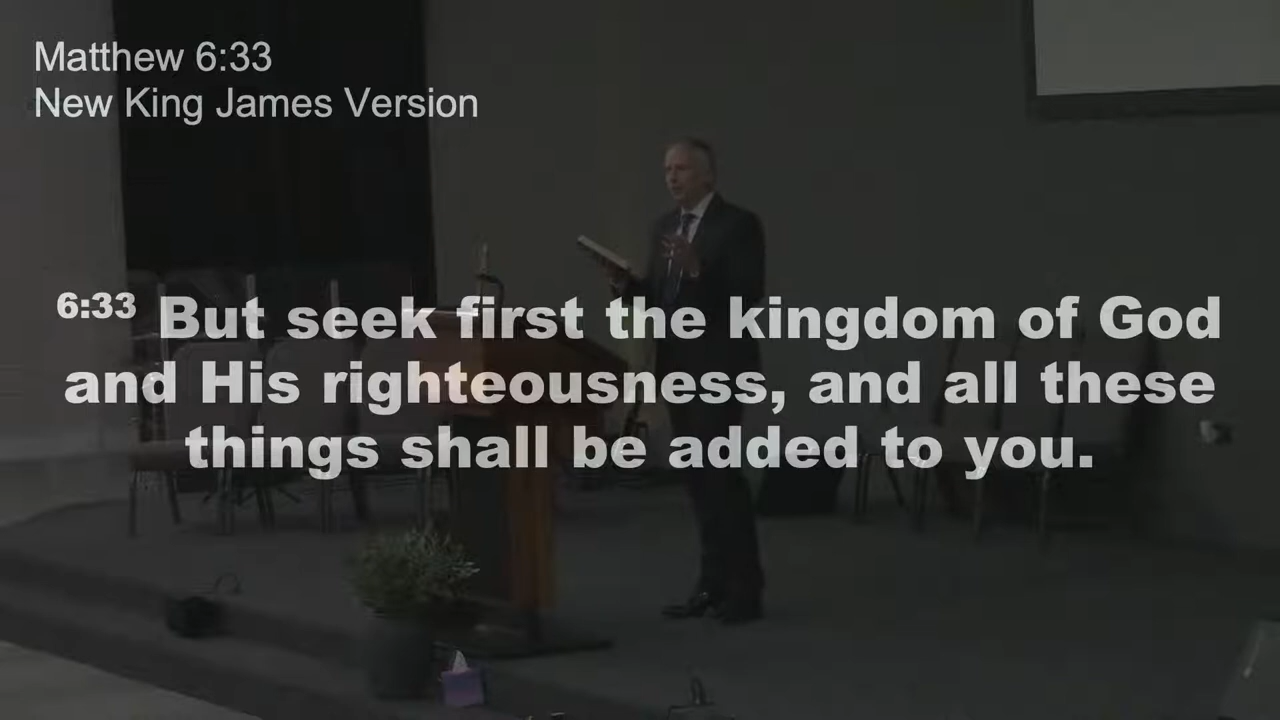 Matthew 6:33
New King James Version
6:33 But seek first the kingdom of God
and His righteousness, and all these
things shall be added to you.